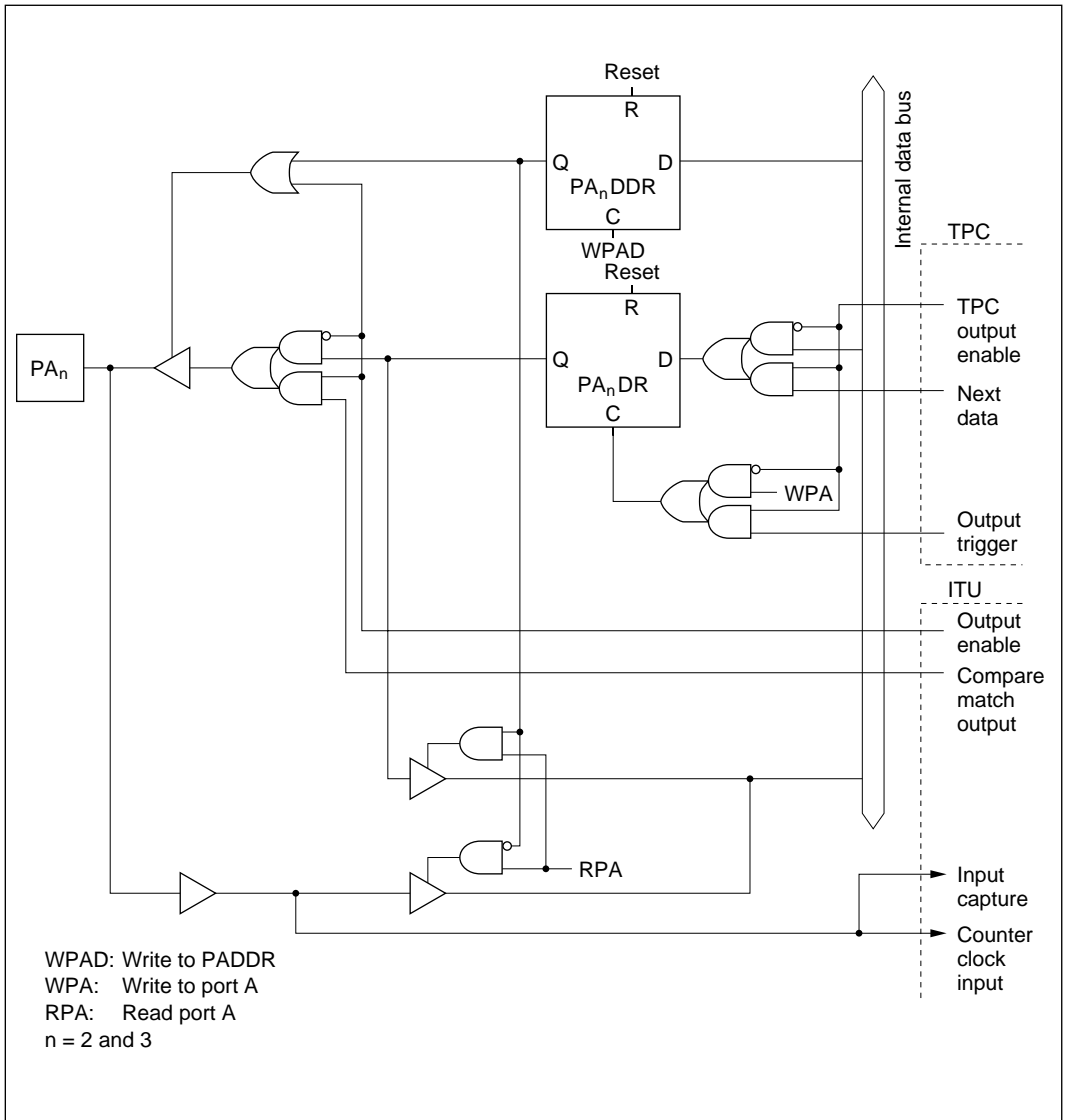 Reset
R
Q
D
PAnDDR
C
WPAD
Internal data bus
TPC
Reset
R
TPC
output
enable
PAn
Q
D
PAnDR
C
Next
data
WPA
Output
trigger
ITU
Output
enable
Compare
match
output
RPA
Input
capture
Counter
clock
input
WPAD: Write to PADDR
WPA: Write to port A
RPA: Read port A
n = 2 and 3